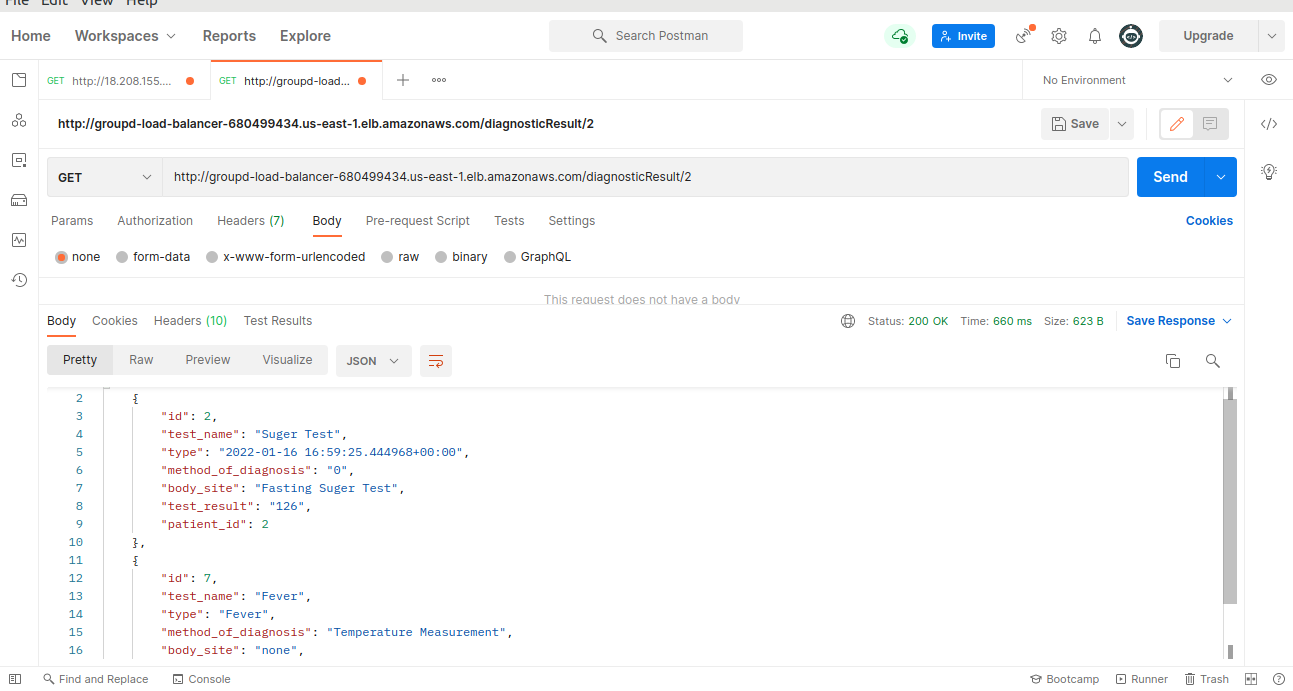 File Edit View Help
Home Workspaces Reports Explore Search Postman Invite Upgrade
GET http://18.208.155.... GET http://groupd-load... No Environment
http://groupd-load-balancer-680499434.us-east-1.elb.amazonaws.com/diagnosticResult/2 Save
GET http://groupd-load-balancer-680499434.us-east-1.elb.amazonaws.com/diagnosticResult/2 Send
Params Authorization Headers (7) Body Pre-request Script Tests Settings Cookies
none form-data x-www-form-urlencoded raw binary GraphQL
This request does not have a body
Body Cookies Headers (10) Test Results Status: 200 OK Time: 660 ms Size: 623 B Save Response
Pretty Raw Preview Visualize JSON
2 {
3 "id": 2,
4 "test_name": "Suger Test",
5 "type": "2022-01-16 16:59:25.444968+00:00",
6 "method_of_diagnosis": "0",
7 "body_site": "Fasting Suger Test",
8 "test_result": "126",
9 "patient_id": 2
10 },
11 {
12 "id": 7,
13 "test_name": "Fever",
14 "type": "Fever",
15 "method_of_diagnosis": "Temperature Measurement",
16 "body_site": "none",
Find and Replace Console Bootcamp Runner Trash